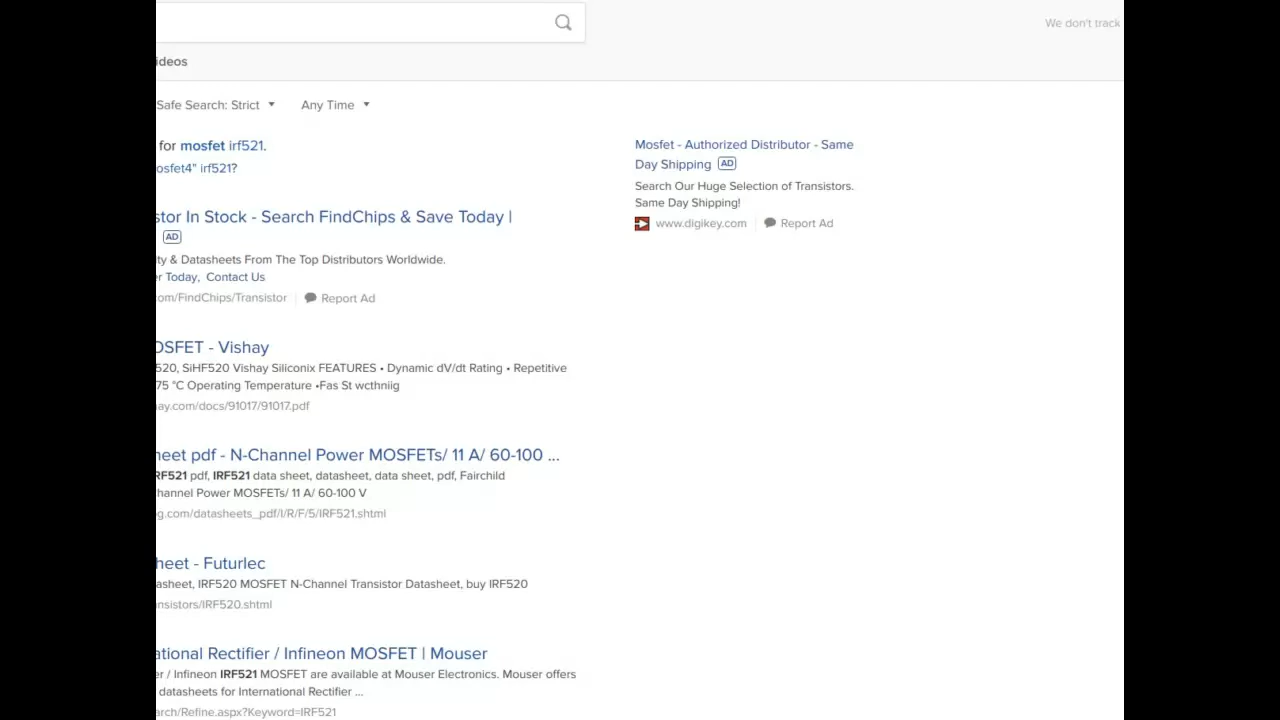 We don't track
ideos
Safe Search: Strict Any Time
for mosfet irf521.
osfet4" irf521?
Mosfet - Authorized Distributor - Same
Day Shipping AD
Search Our Huge Selection of Transistors.
Same Day Shipping!
www.digikey.com Report Ad
stor In Stock - Search FindChips & Save Today |
AD
ity & Datasheets From The Top Distributors Worldwide.
er Today, Contact Us
com/FindChips/Transistor Report Ad
OSFET - Vishay
520, SiHF520 Vishay Siliconix FEATURES • Dynamic dV/dt Rating • Repetitive
75 °C Operating Temperature •Fas St wcthniig
ay.com/docs/91017/91017.pdf
heet pdf - N-Channel Power MOSFETs/ 11 A/ 60-100 ...
RF521 pdf, IRF521 data sheet, datasheet, data sheet, pdf, Fairchild
hannel Power MOSFETs/ 11 A/ 60-100 V
g.com/datasheets_pdf/I/R/F/5/IRF521.shtml
heet - Futurlec
asheet, IRF520 MOSFET N-Channel Transistor Datasheet, buy IRF520
nsistors/IRF520.shtml
ational Rectifier / Infineon MOSFET | Mouser
er / Infineon IRF521 MOSFET are available at Mouser Electronics. Mouser offers
datasheets for International Rectifier ...
arch/Refine.aspx?Keyword=IRF521